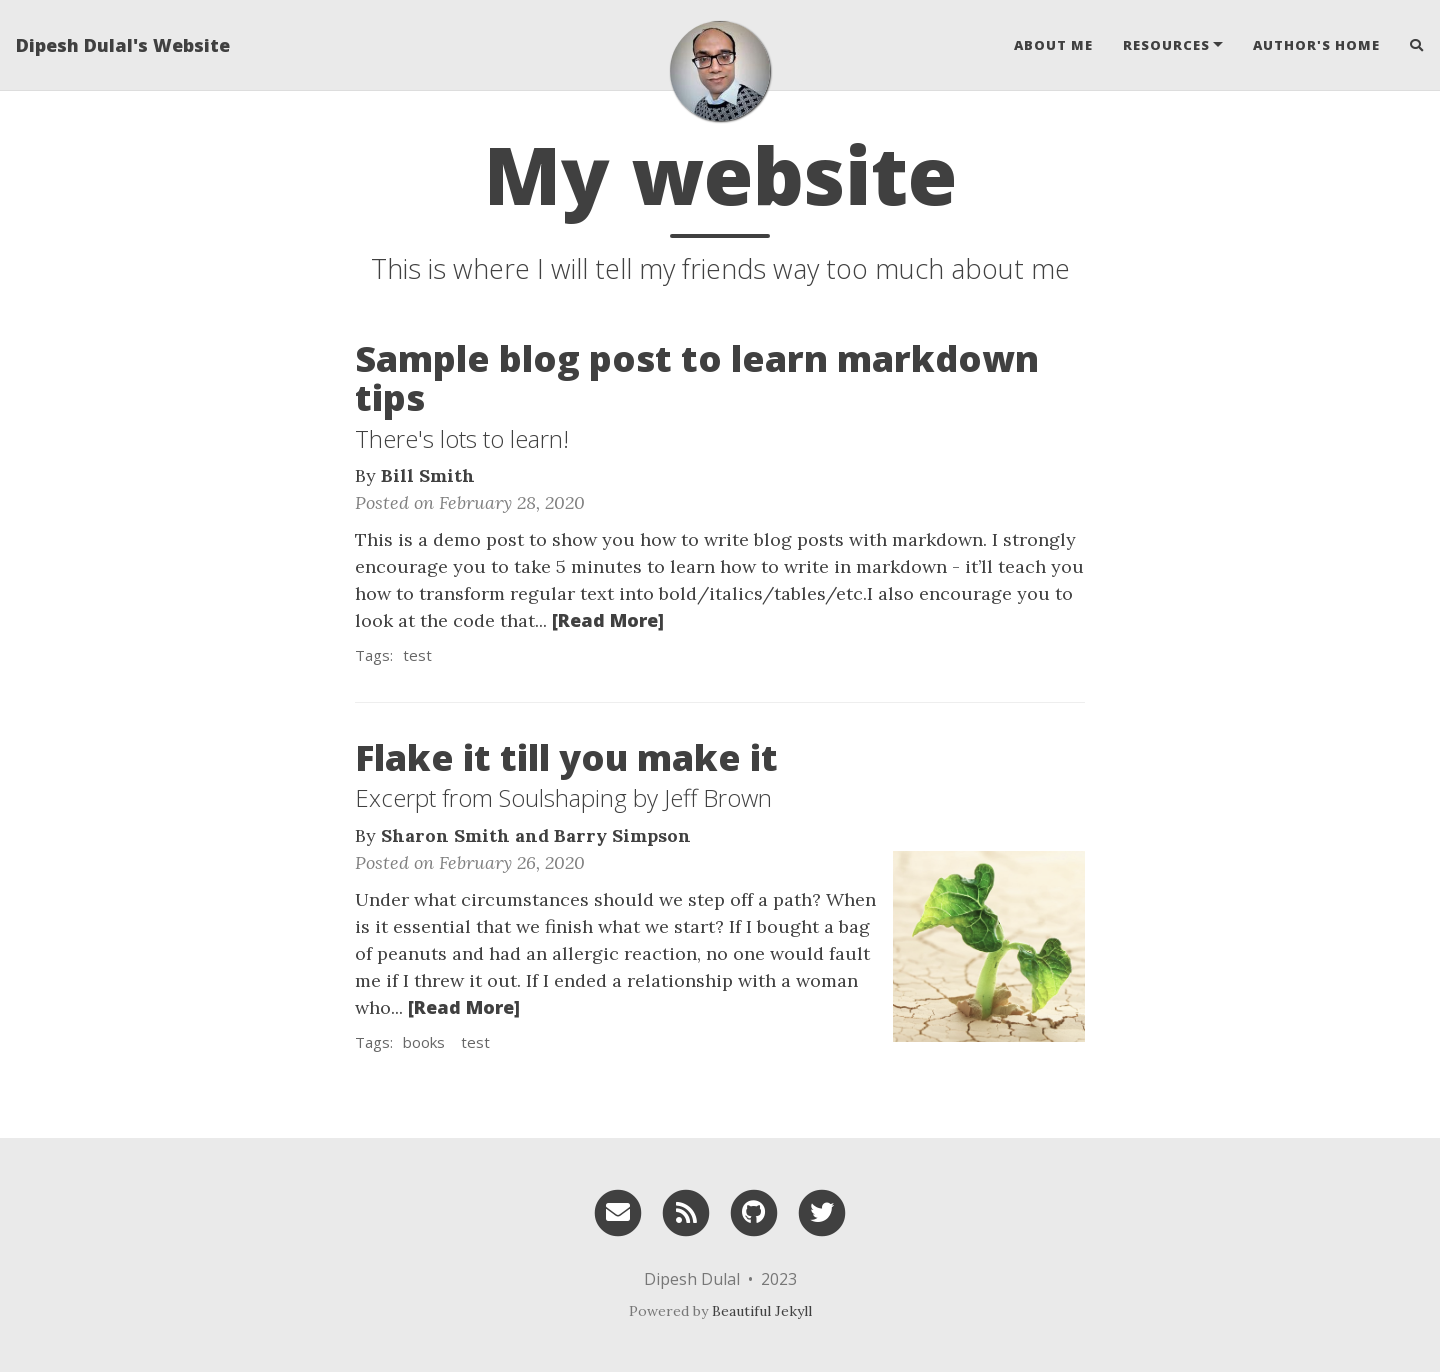 Dipesh Dulal's Website
ABOUT ME
RESOURCES
AUTHOR'S HOME
My website
This is where I will tell my friends way too much about me
Sample blog post to learn markdown
tips
There's lots to learn!
By Bill Smith
Posted on February 28, 2020
This is a demo post to show you how to write blog posts with markdown. I strongly
encourage you to take 5 minutes to learn how to write in markdown - it’ll teach you
how to transform regular text into bold/italics/tables/etc.I also encourage you to
look at the code that... [Read More]
Tags: test
Flake it till you make it
Excerpt from Soulshaping by Jeff Brown
By Sharon Smith and Barry Simpson
Posted on February 26, 2020
Under what circumstances should we step off a path? When
is it essential that we finish what we start? If I bought a bag
of peanuts and had an allergic reaction, no one would fault
me if I threw it out. If I ended a relationship with a woman
who... [Read More]
Tags: books test
Dipesh Dulal • 2023
Powered by Beautiful Jekyll